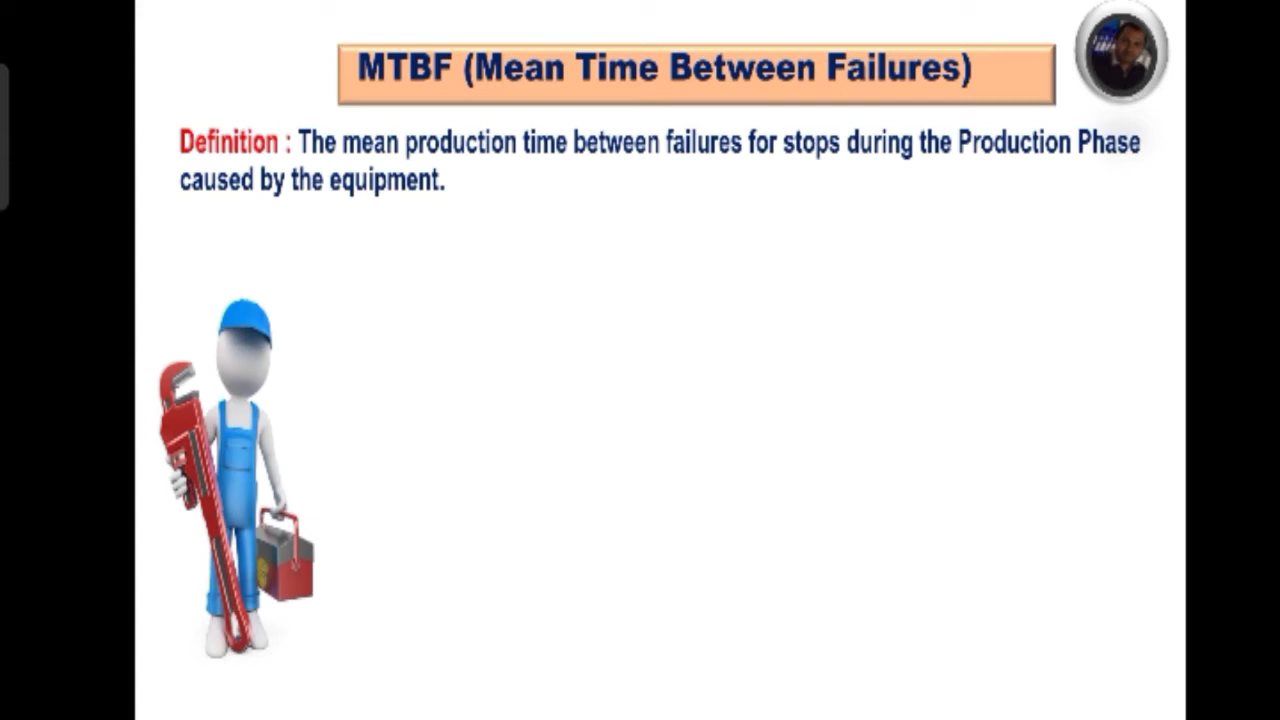 MTBF (Mean Time Between Failures)
Definition : The mean production time between failures for stops during the Production Phase
caused by the equipment.